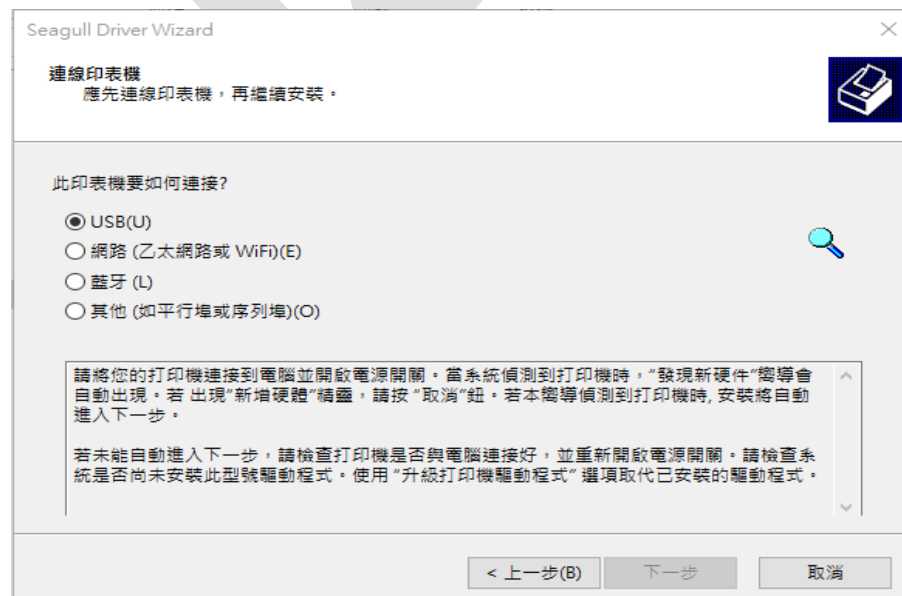 Seagull Driver Wizard
連線印表機
應先連線印表機，再繼續安裝。
此印表機要如何連接?
USB(U)
網路 (乙太網路或 WiFi)(E)
藍牙 (L)
其他 (如平行埠或序列埠)(O)
請將您的打印機連接到電腦並開啟電源開關。當系統偵測到打印機時，"發現新硬件"嚮導會
自動出現。若 出現"新增硬體"精靈，請按 "取消"鈕。若本嚮導偵測到打印機時, 安裝將自動
進入下一步。
若未能自動進入下一步，請檢查打印機是否與電腦連接好，並重新開啟電源開關。請檢查系
統是否尚未安裝此型號驅動程式。使用 "升級打印機驅動程式" 選項取代已安裝的驅動程式。
< 上一步(B)
下一步
取消